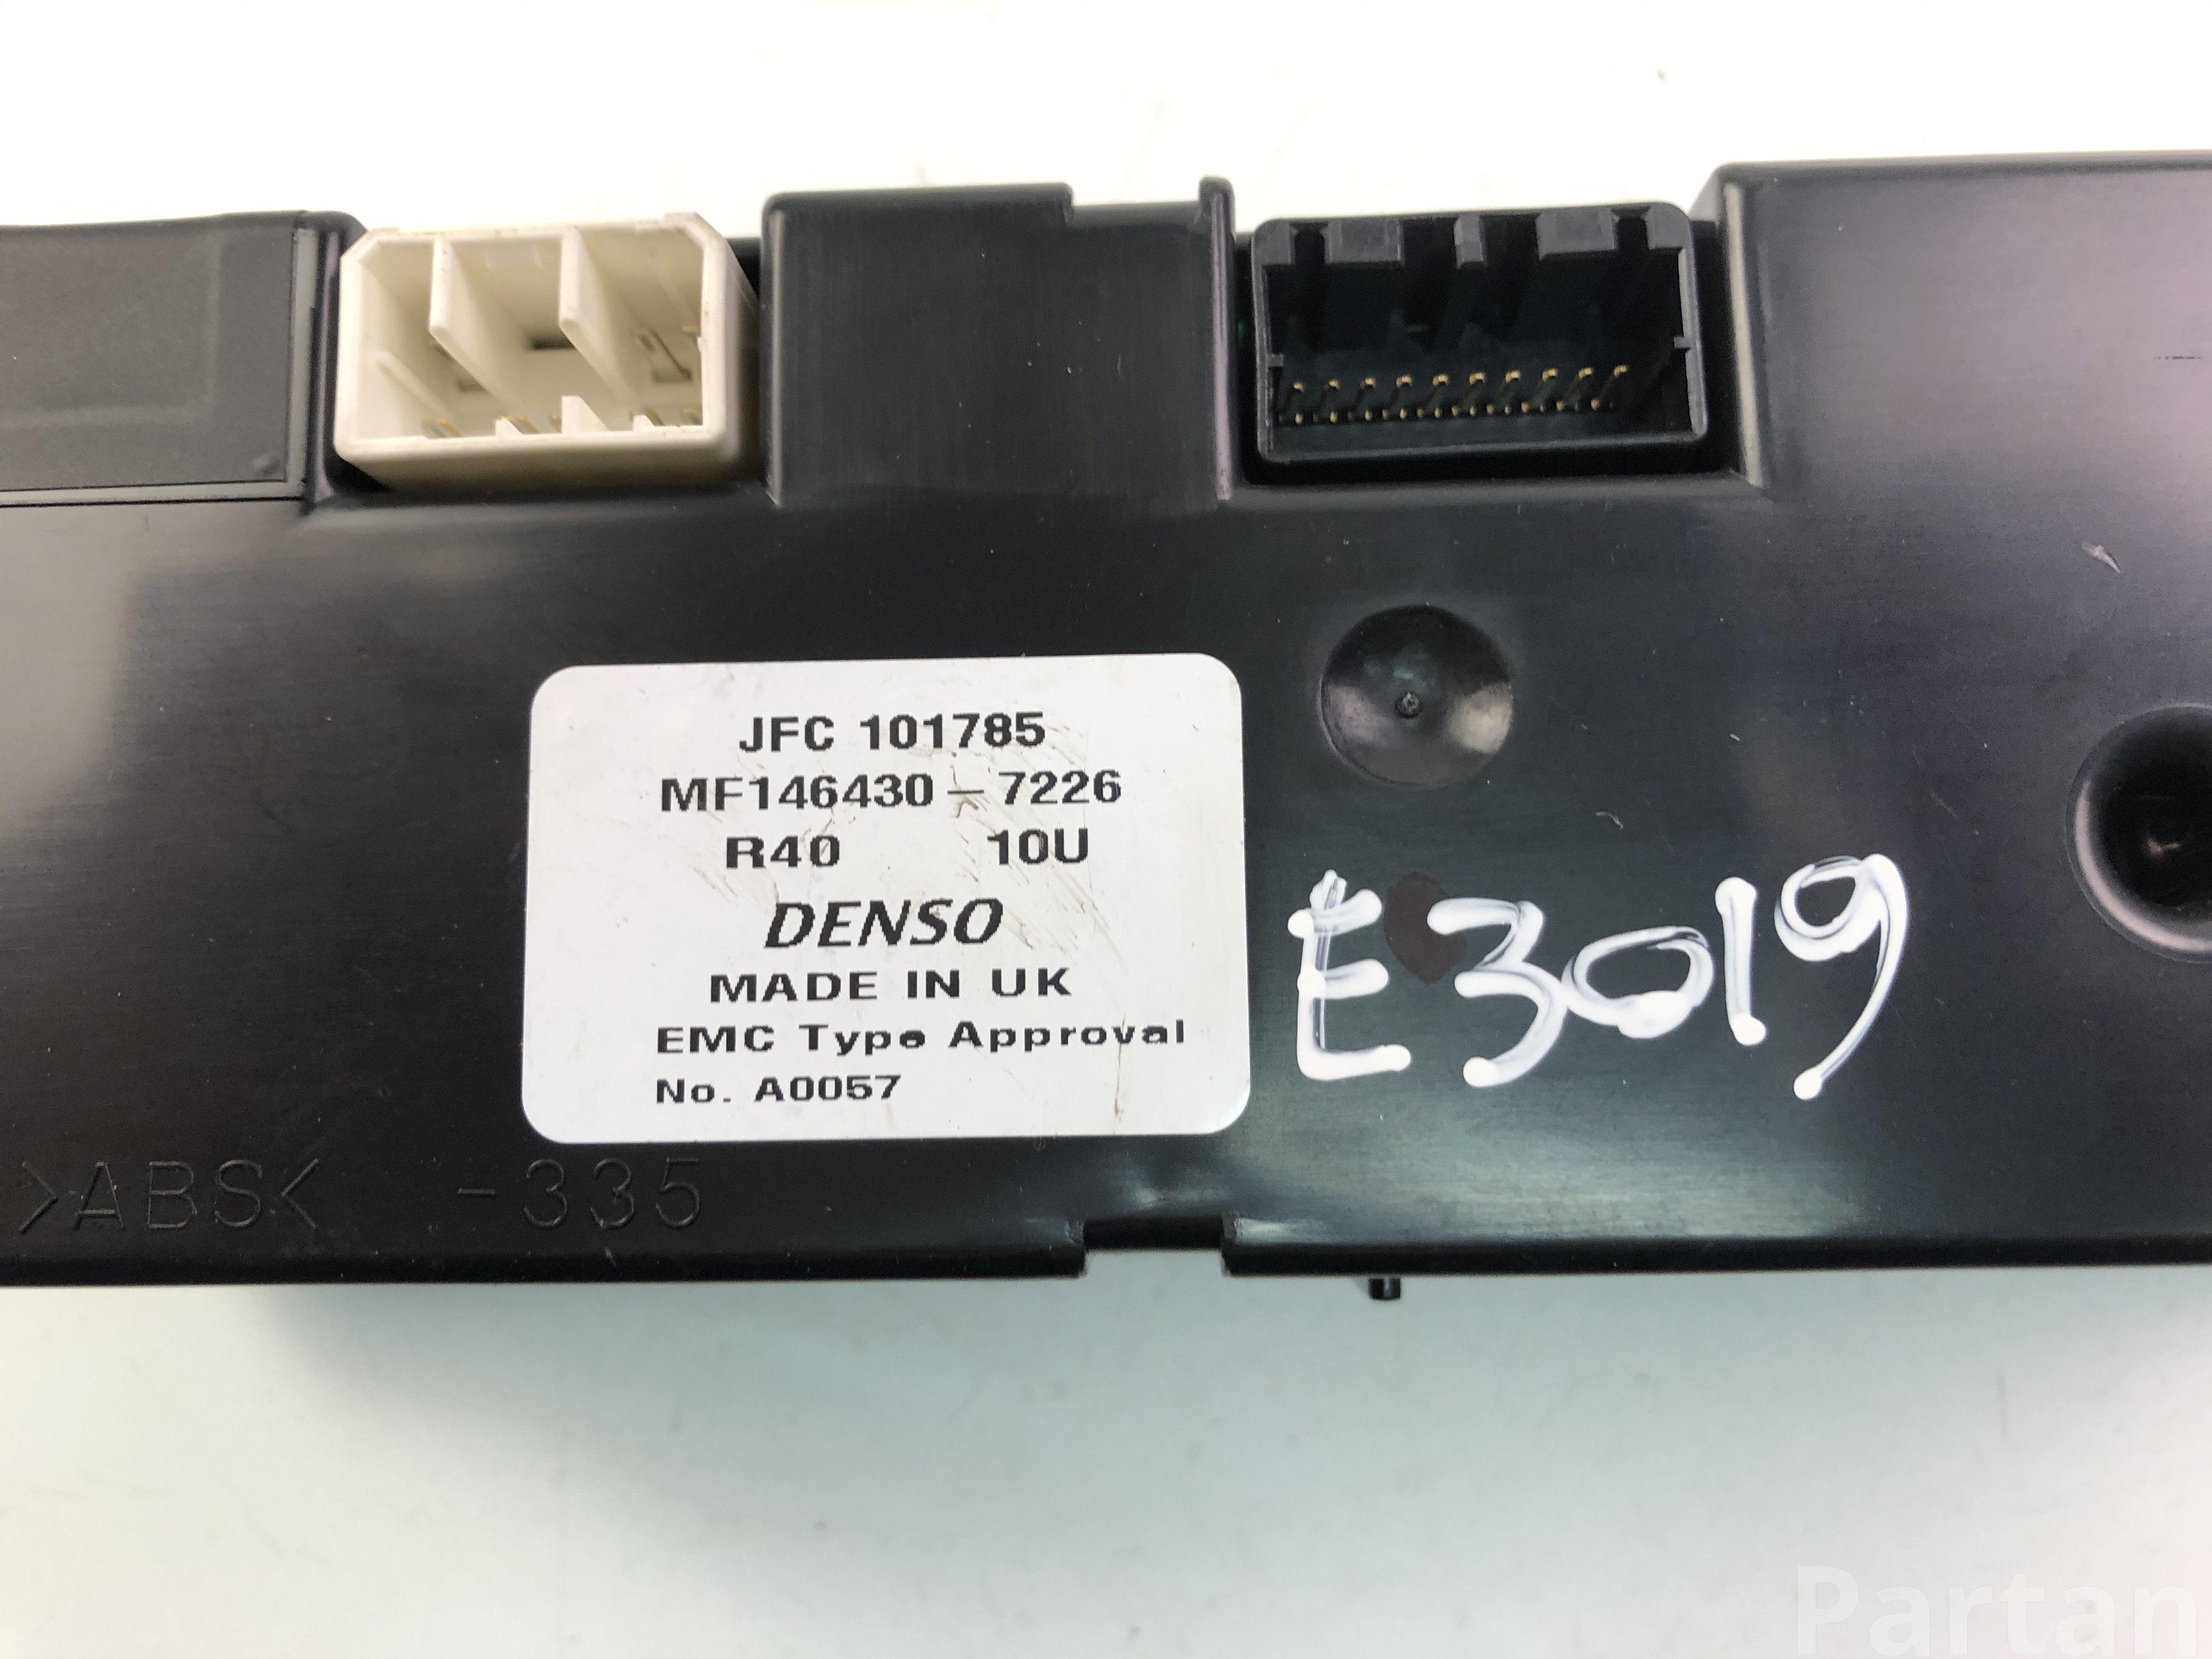 JFC 101785
MF146430-7226
R40 10U
DENSO
MADE IN UK
EMC Type Approval
No. A0057
E3019
>ABS< -335
Partan